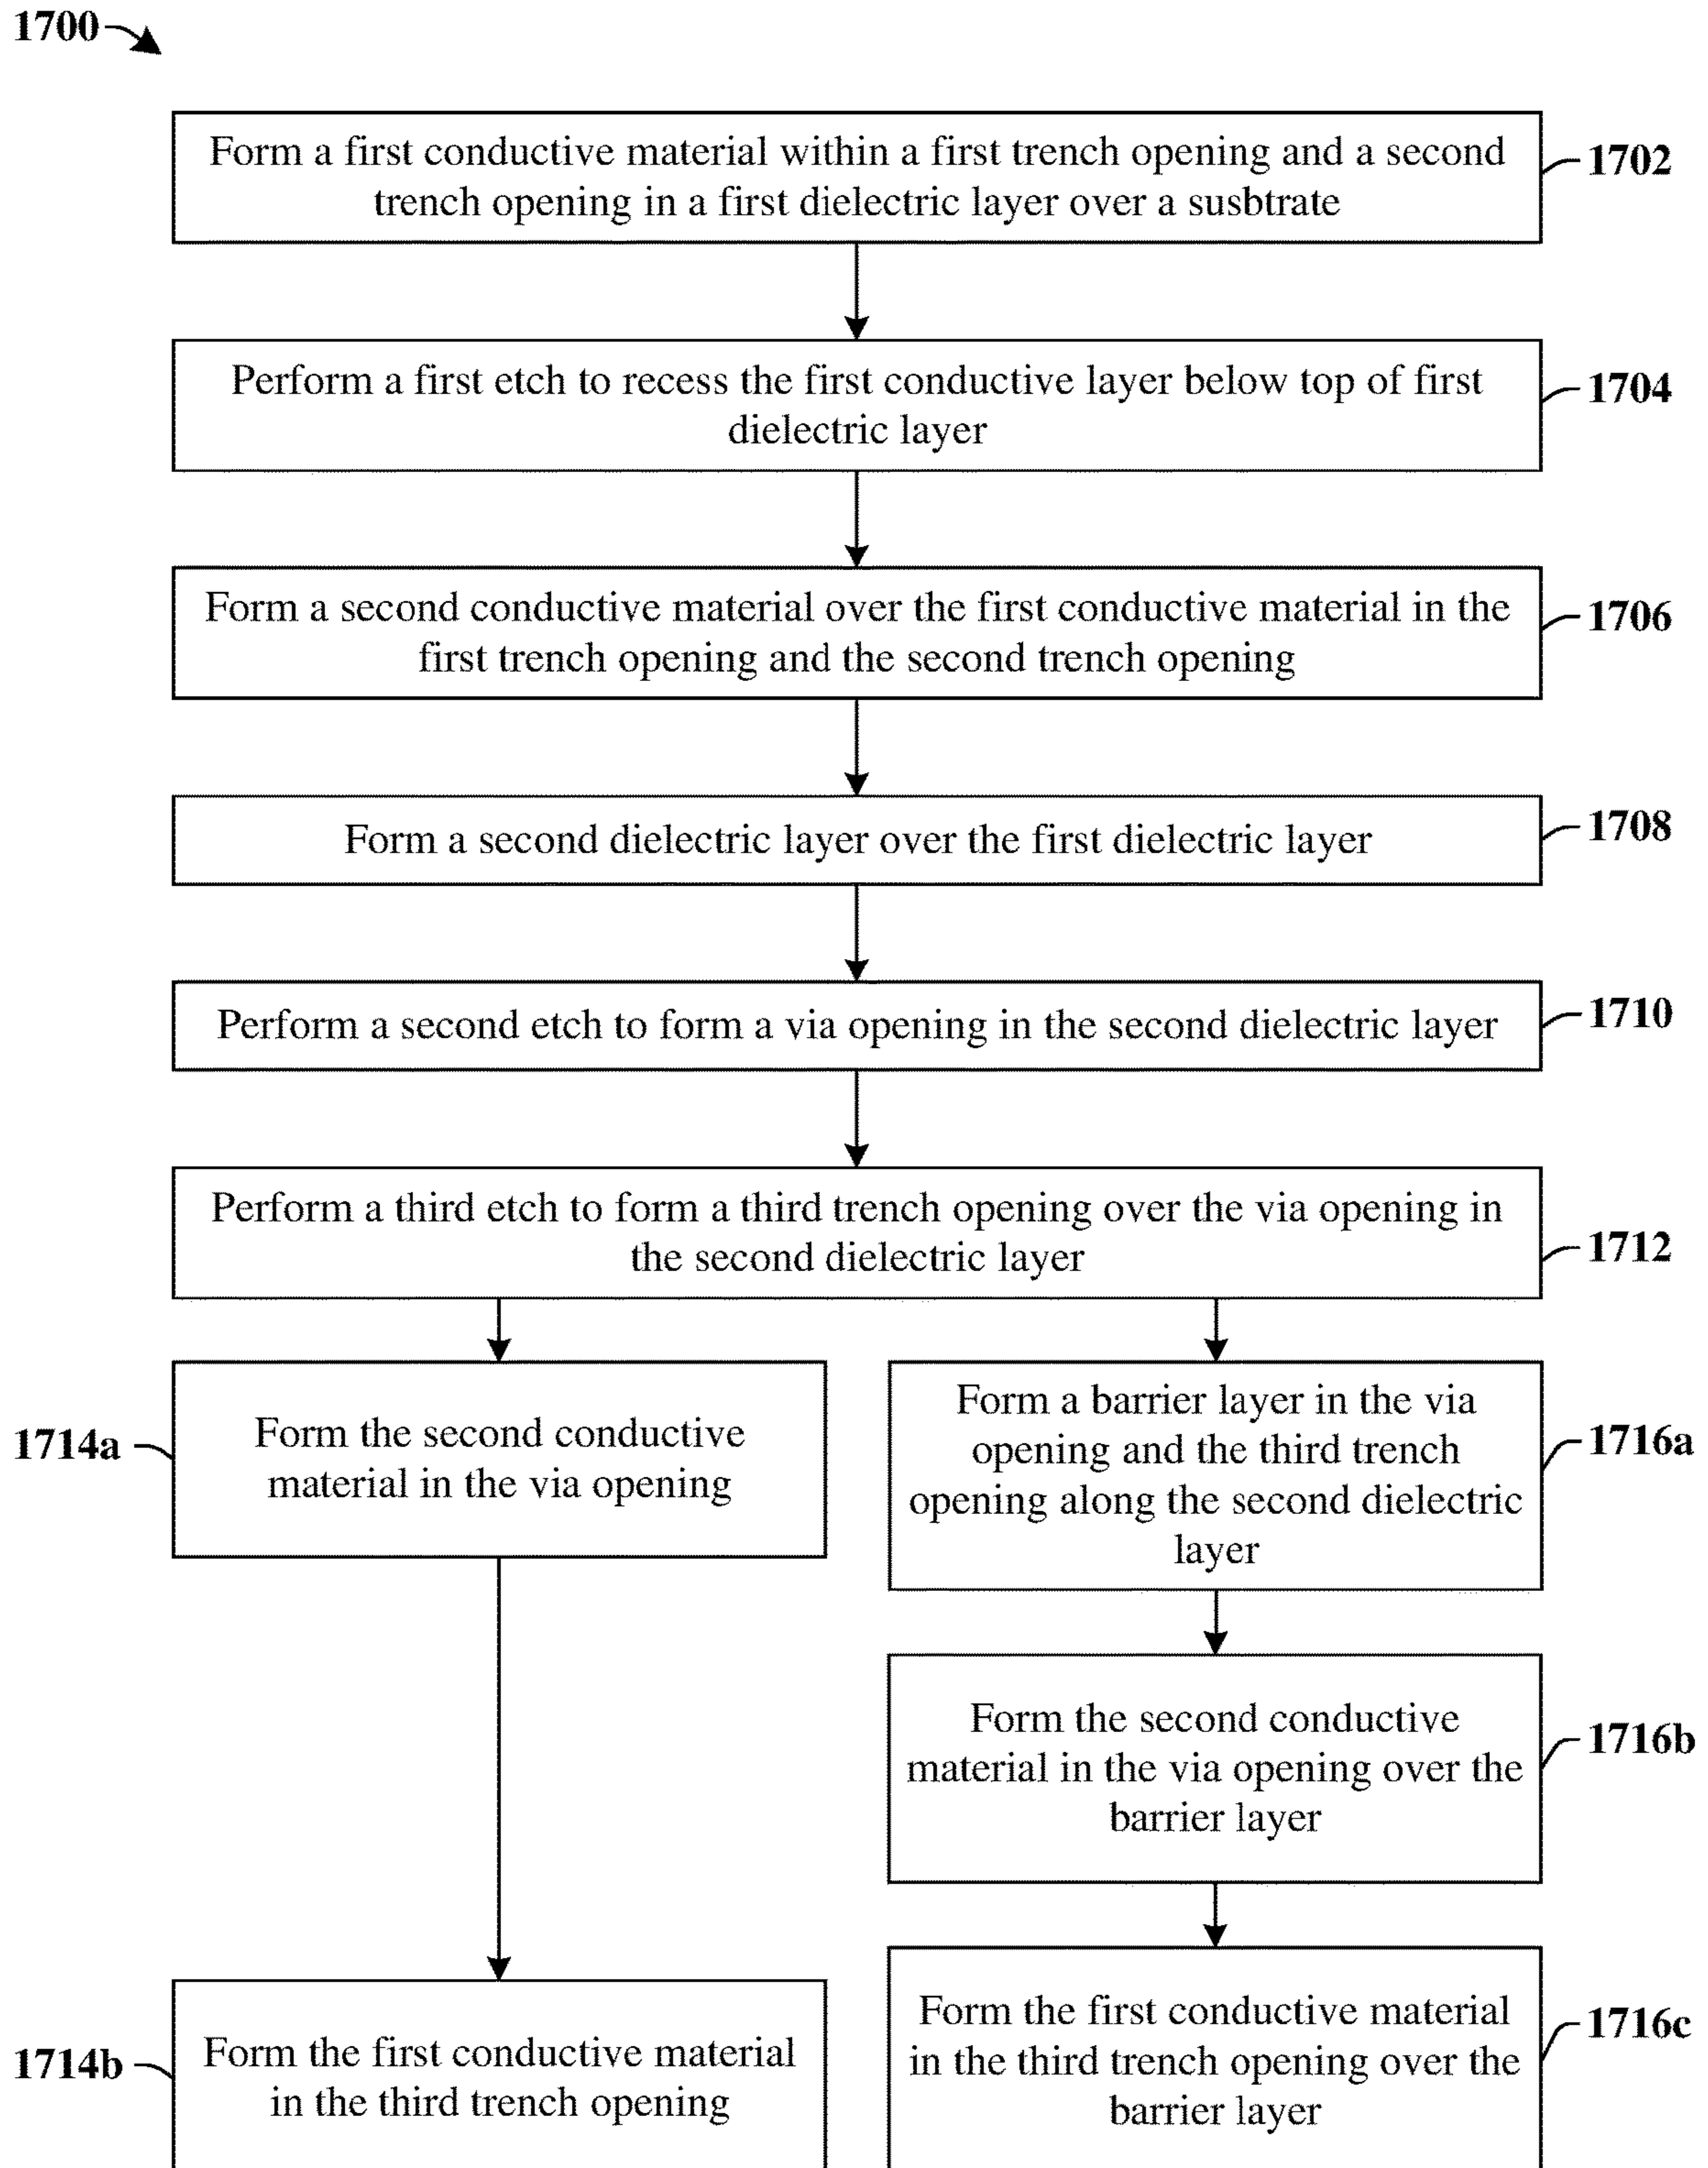 1700
Form a first conductive material within a first trench opening and a second
trench opening in a first dielectric layer over a susbtrate
1702
Perform a first etch to recess the first conductive layer below top of first
dielectric layer
1704
Form a second conductive material over the first conductive material in the
first trench opening and the second trench opening
1706
Form a second dielectric layer over the first dielectric layer
1708
Perform a second etch to form a via opening in the second dielectric layer
1710
Perform a third etch to form a third trench opening over the via opening in
the second dielectric layer
1712
1714a
Form the second conductive
material in the via opening
Form a barrier layer in the via
opening and the third trench
opening along the second dielectric
layer
1716a
Form the second conductive
material in the via opening over the
barrier layer
1716b
1714b
Form the first conductive material
in the third trench opening
Form the first conductive material
in the third trench opening over the
barrier layer
1716c